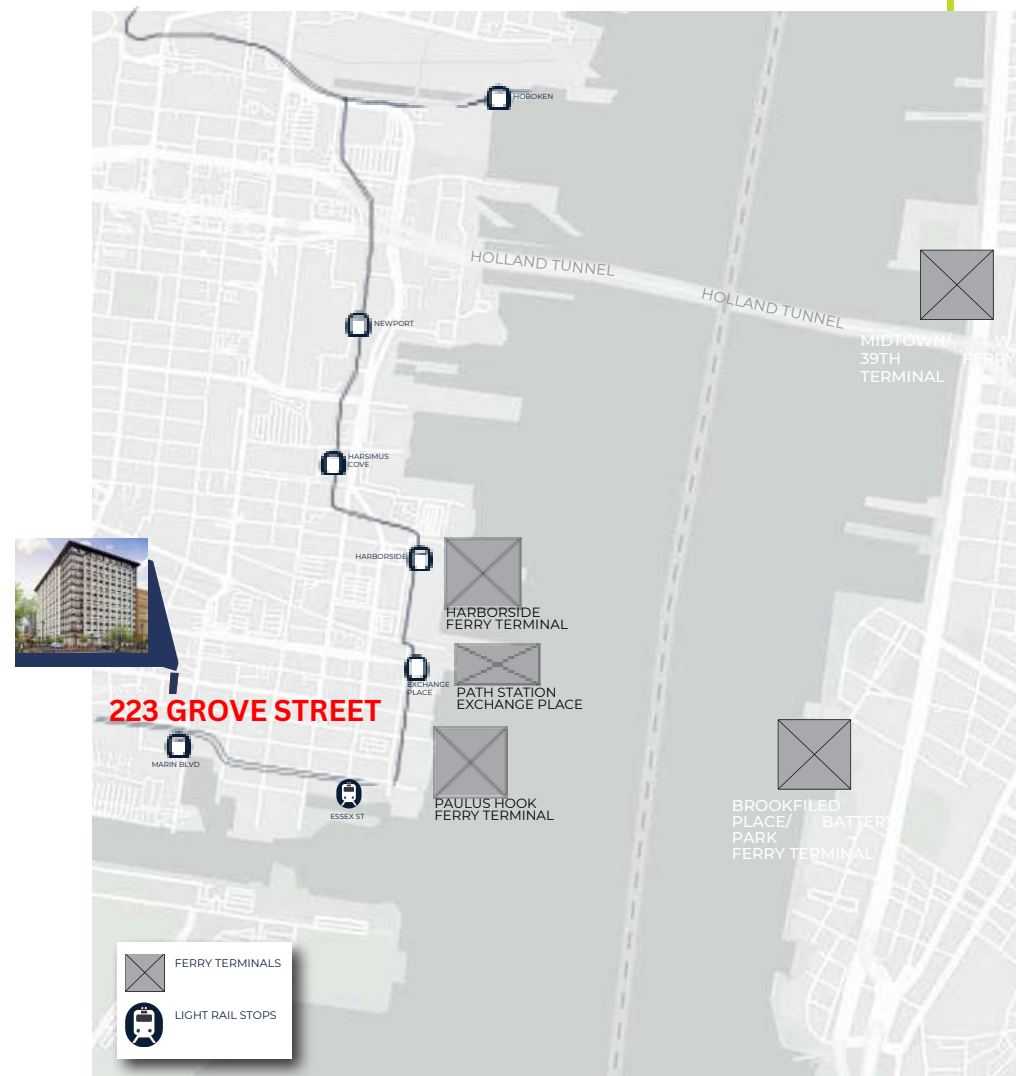 HOBOKEN
HOLLAND TUNNEL
HOLLAND TUNNEL
NEWPORT
MIDTOWN/ W.
39TH FERRY
TERMINAL
HARSIMUS
COVE
HARBORSIDE
HARBORSIDE
FERRY TERMINAL
EXCHANGE
PLACE
PATH STATION
EXCHANGE PLACE
223 GROVE STREET
MARIN BLVD
ESSEX ST
PAULUS HOOK
FERRY TERMINAL
BROOKFILED
PLACE/ BATTERY
PARK
FERRY TERMINAL
FERRY TERMINALS
LIGHT RAIL STOPS